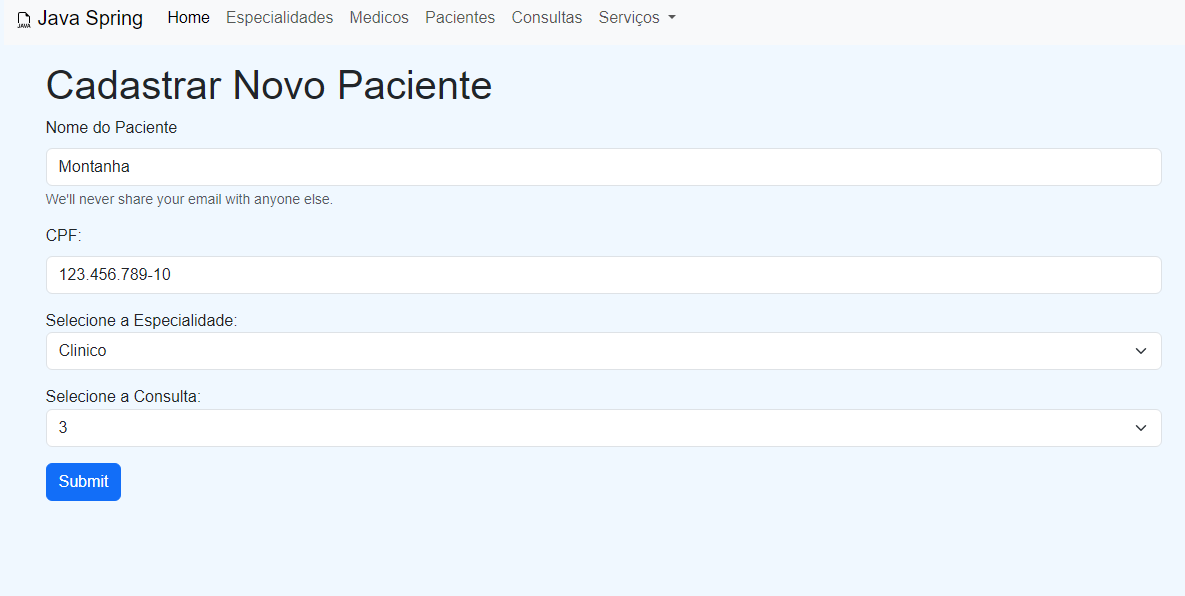 JAVA Java Spring Home Especialidades Medicos Pacientes Consultas Serviços
Cadastrar Novo Paciente
Nome do Paciente
Montanha
We'll never share your email with anyone else.
CPF:
123.456.789-10
Selecione a Especialidade:
Clinico
Selecione a Consulta:
3
Submit